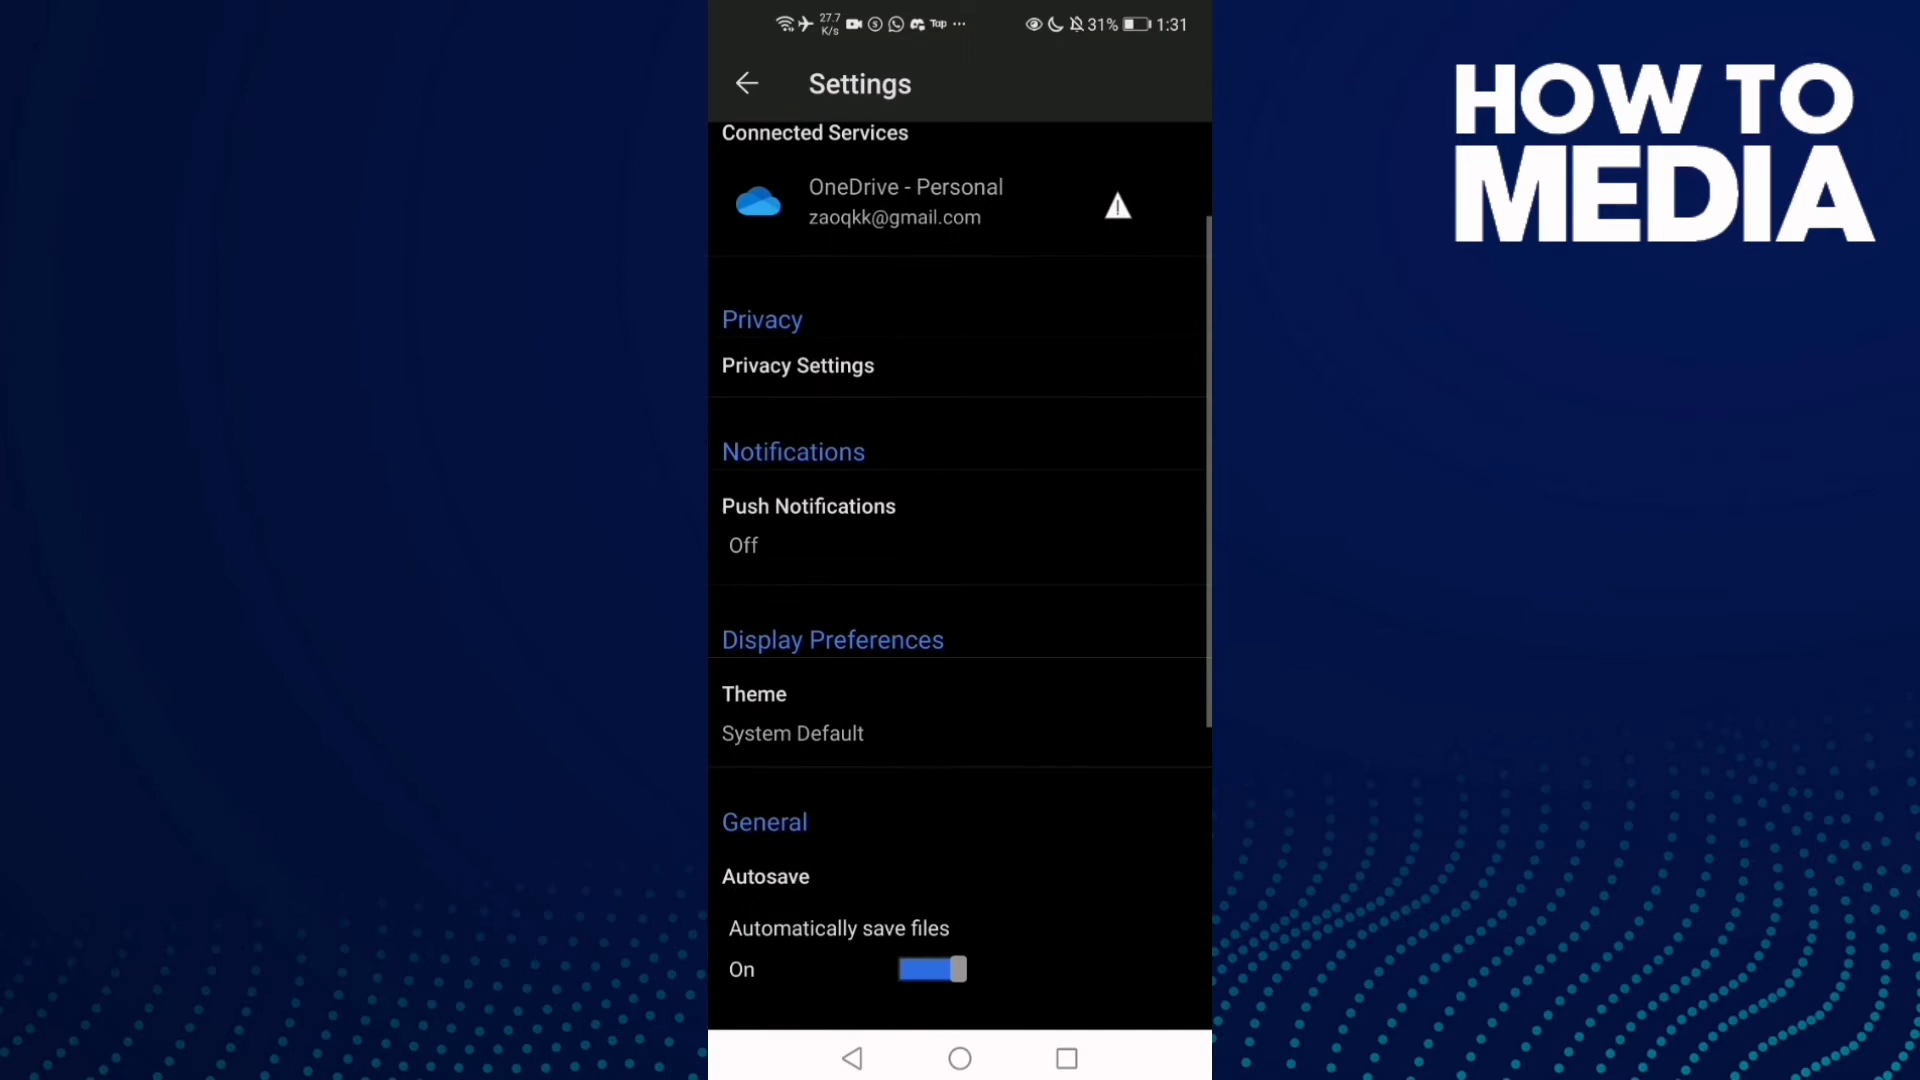 27.7
K/s
Tap
31%
1:31
Settings
Connected Services
OneDrive - Personal
zaoqkk@gmail.com
Privacy
Privacy Settings
Notifications
Push Notifications
Off
Display Preferences
Theme
System Default
General
Autosave
Automatically save files
On
HOW TO
MEDIA